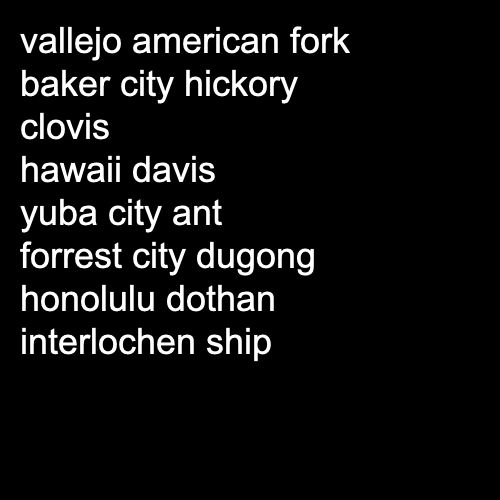 vallejo american fork
baker city hickory
clovis
hawaii davis
yuba city ant
forrest city dugong
honolulu dothan
interlochen ship